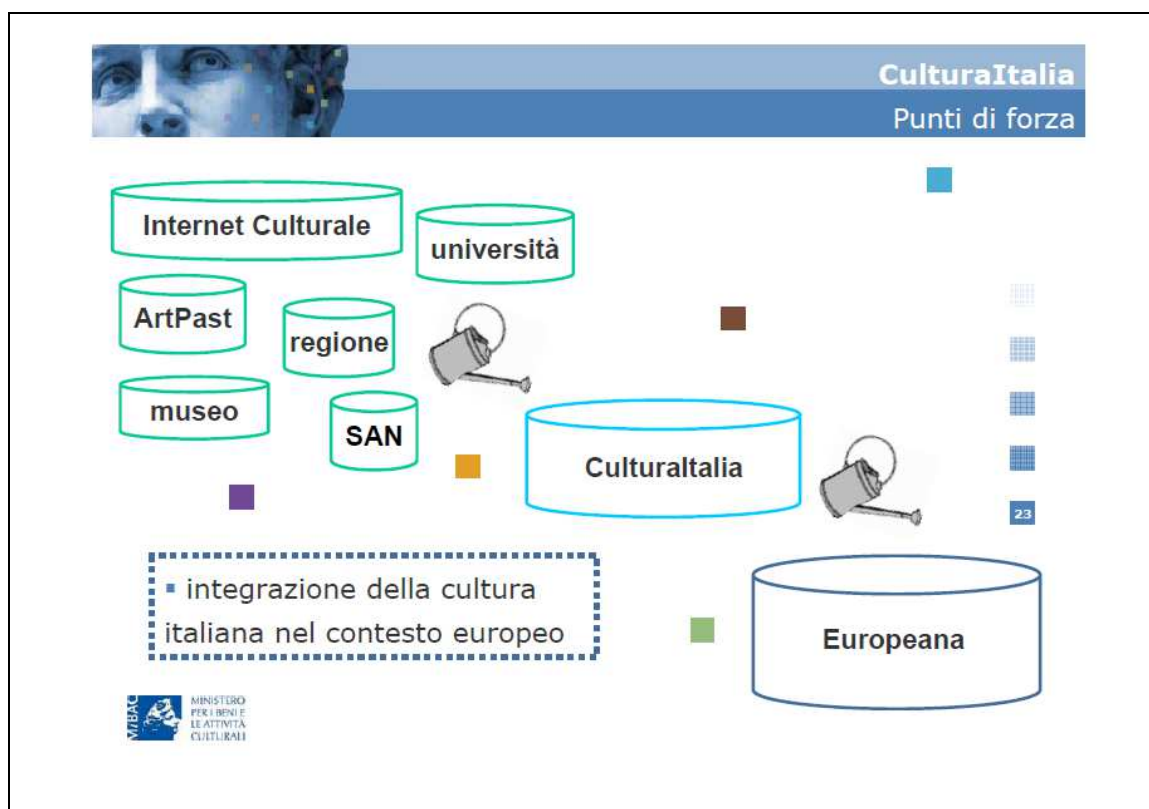 CulturaItalia
Punti di forza
Internet Culturale
università
ArtPast
regione
museo
SAN
CulturaItalia
23
▪ integrazione della cultura
italiana nel contesto europeo
Europeana
MiBAC
MINISTERO
PER I BENI E
LE ATTIVITÀ
CULTURALI